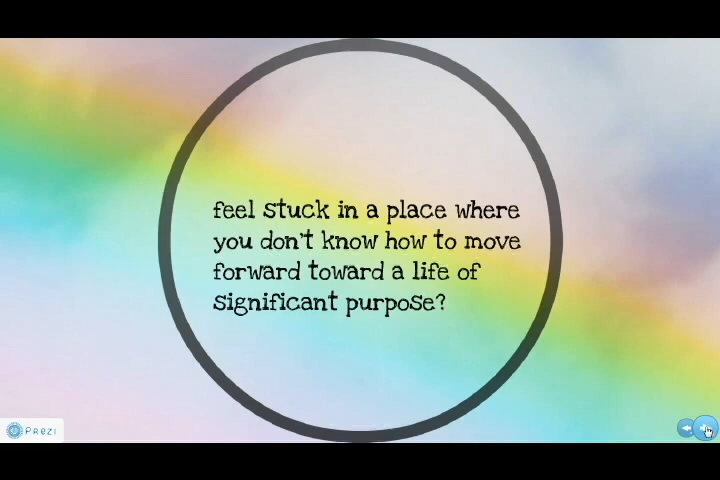 feel stuck in a place where
you don't know how to move
forward toward a life of
significant purpose?
PREZI